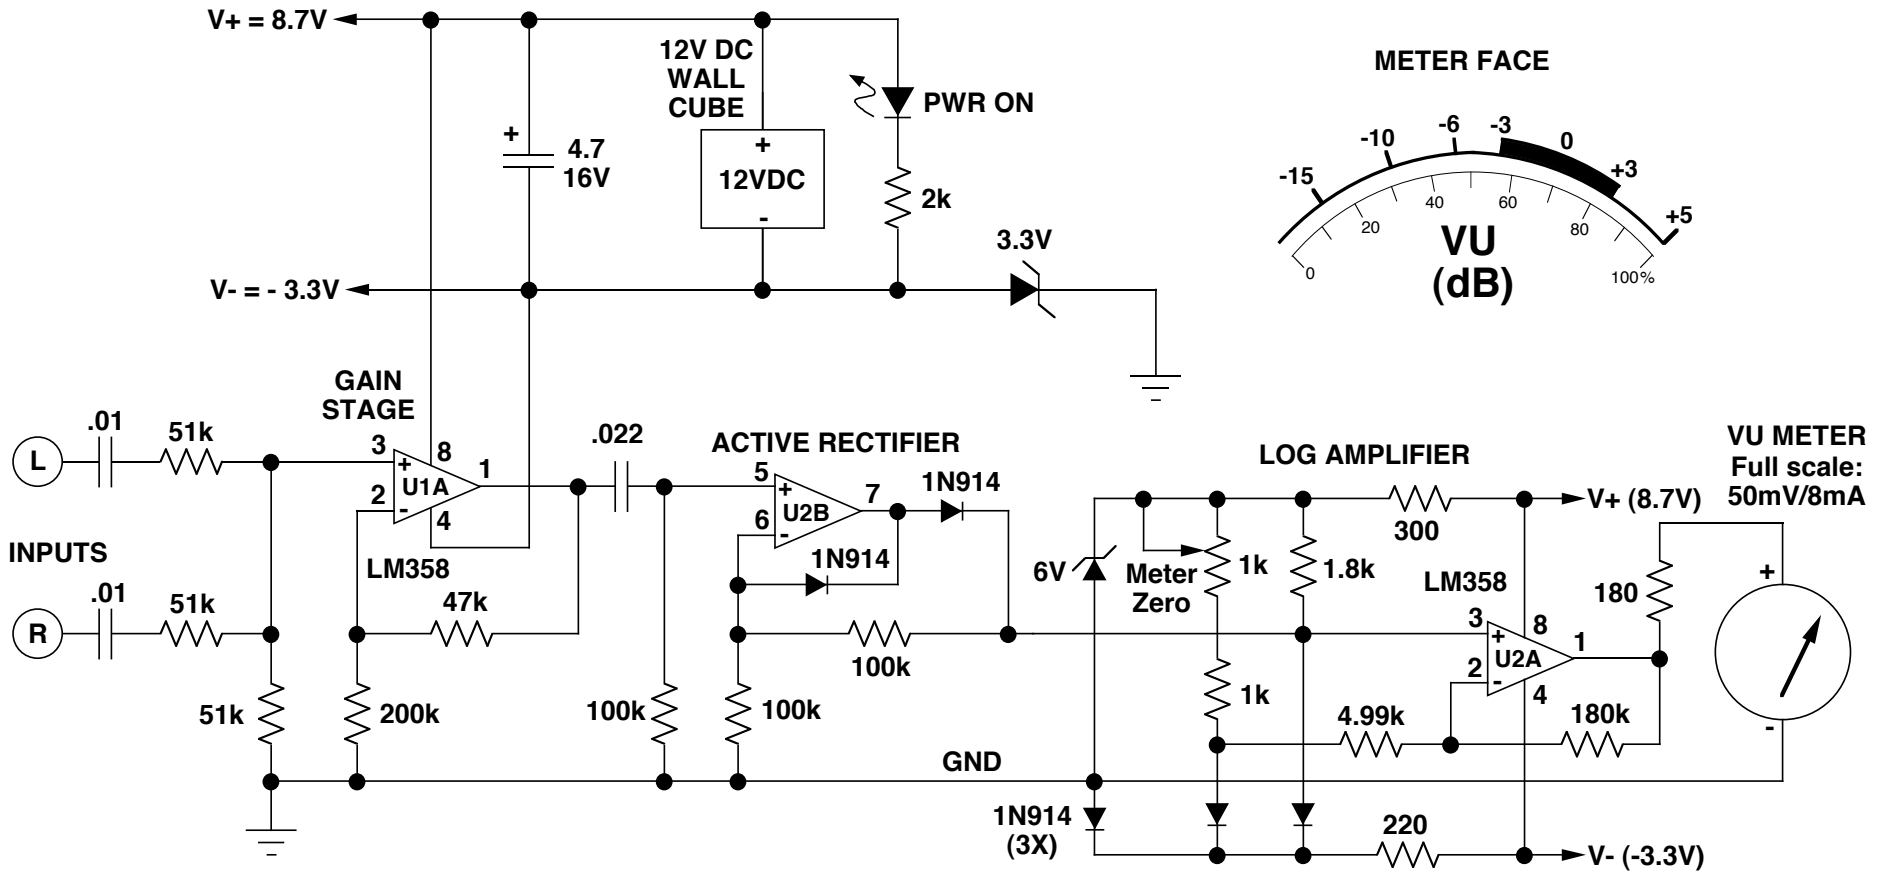 V+ = 8.7V
12V DC
WALL
CUBE
+
4.7
16V
+
12VDC
-
PWR ON
2k
3.3V
V- = - 3.3V
METER FACE
-15
-10
-6
-3
0
+3
+5
0
20
40
60
80
100%
VU
(dB)
GAIN
STAGE
L
.01
51k
3
+
8
U1A
1
2
-
4
LM358
INPUTS
R
.01
51k
47k
51k
200k
.022
100k
ACTIVE RECTIFIER
5
+
7
U2B
6
-
1N914
1N914
100k
100k
GND
LOG AMPLIFIER
6V
Meter
Zero
1k
1.8k
300
V+ (8.7V)
LM358
3
+
8
U2A
1
2
-
4
1k
4.99k
180k
180
VU METER
Full scale:
50mV/8mA
+
-
1N914
(3X)
220
V- (-3.3V)